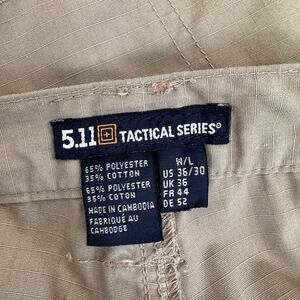 5.11 TACTICAL SERIES®
65% POLYESTER
35% COTTON
65% POLYESTER
35% COTTON
MADE IN CAMBODIA
FABRIQUÉ AU
CAMBODGE
W/L
US 36/30
UK 36
FR 44
DE 52